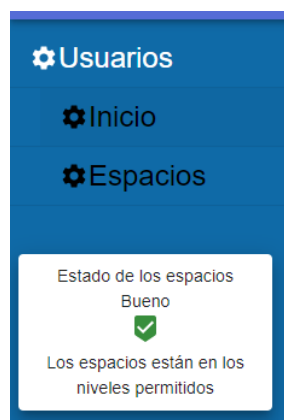 Usuarios
Inicio
Espacios
Estado de los espacios
Bueno
Los espacios están en los
niveles permitidos